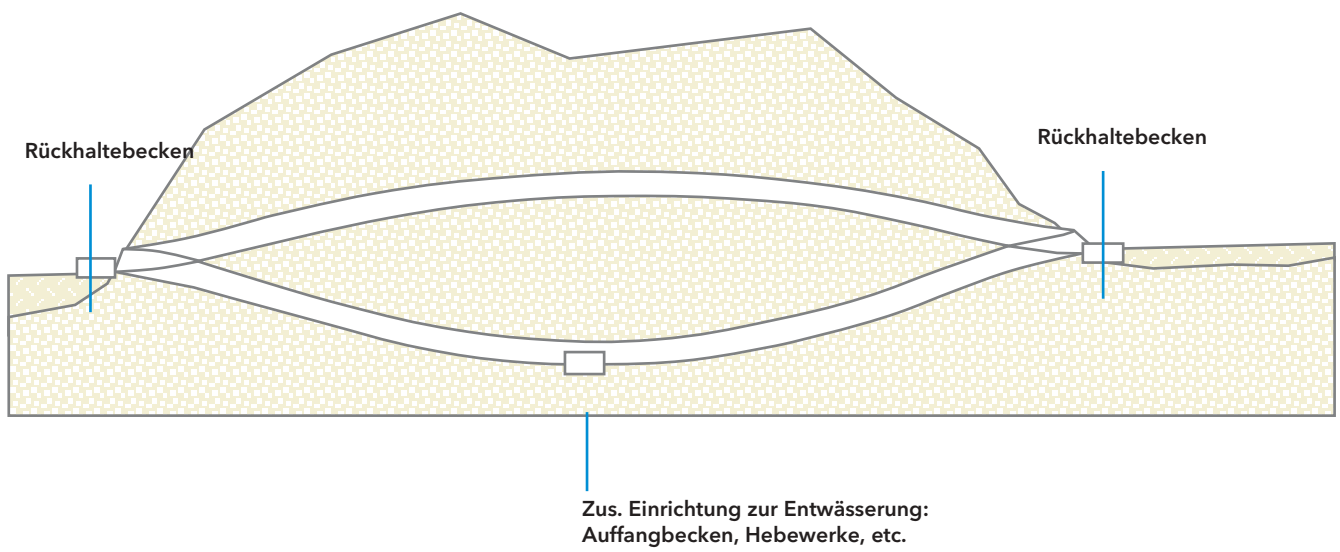 Rückhaltebecken
Rückhaltebecken
Zus. Einrichtung zur Entwässerung:
Auffangbecken, Hebewerke, etc.